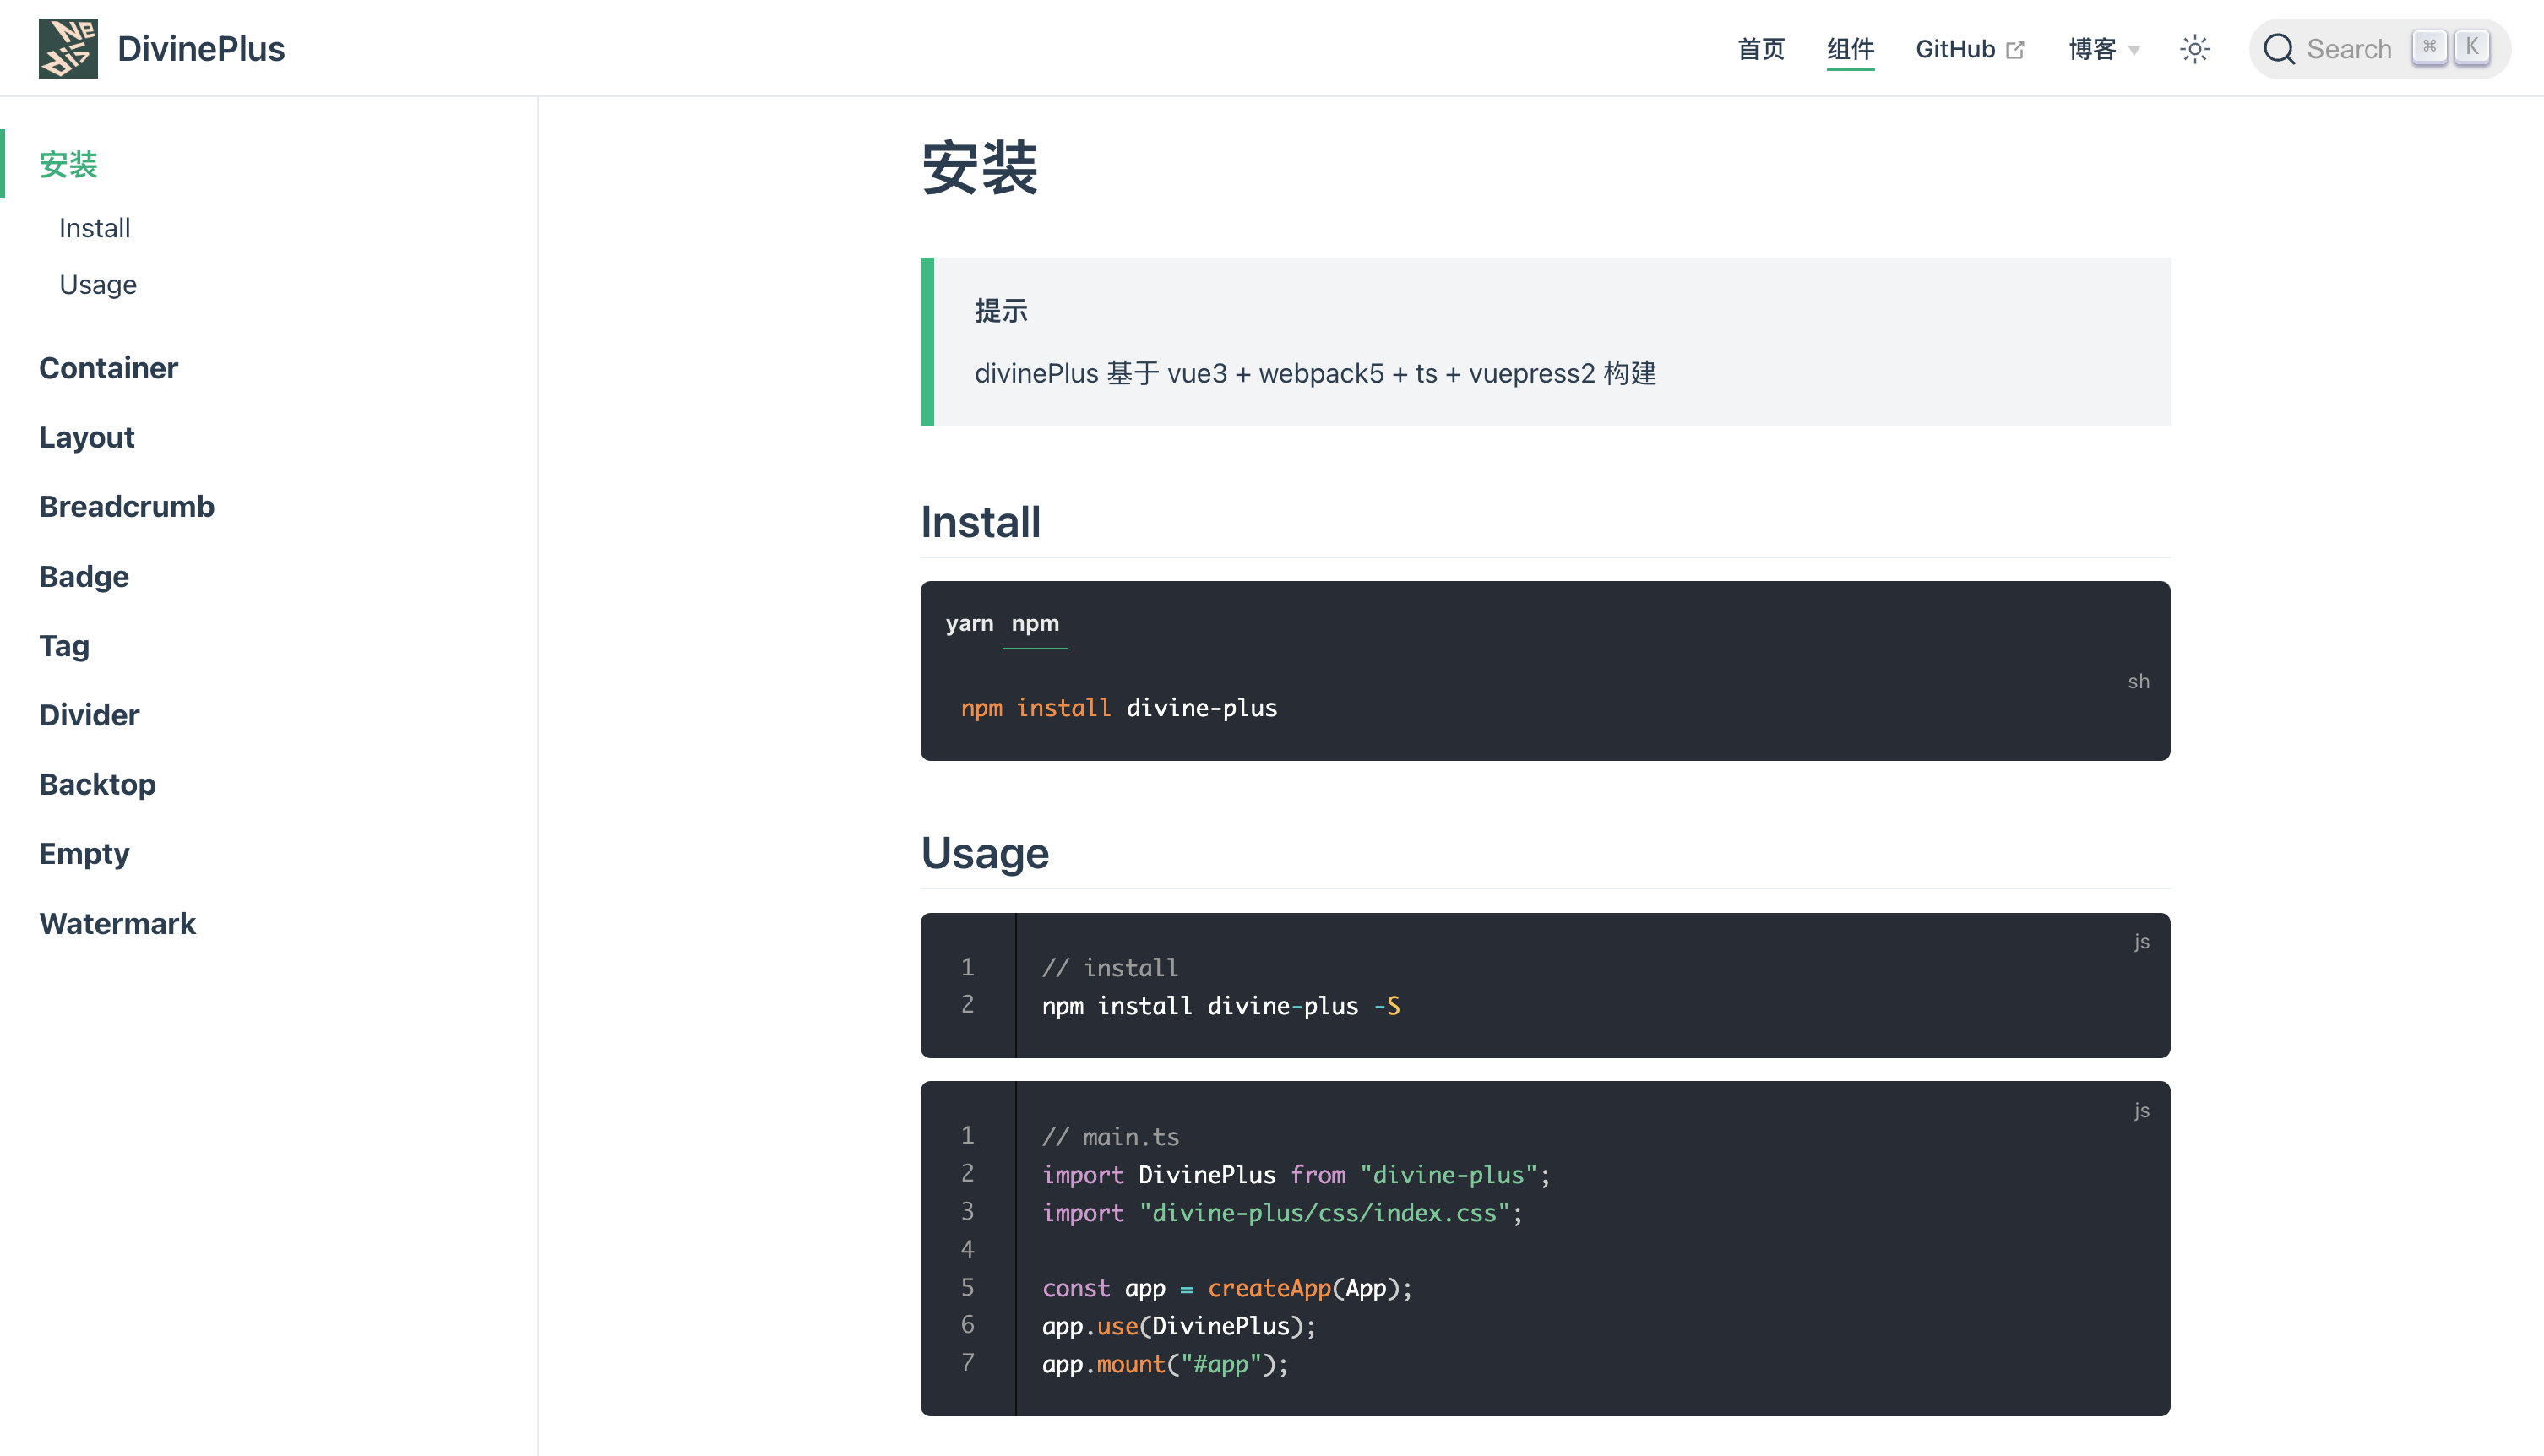 DivinePlus
首页 组件 GitHub 博客 Search ⌘ K
安装
Install
Usage
Container
Layout
Breadcrumb
Badge
Tag
Divider
Backtop
Empty
Watermark
安装
提示
divinePlus 基于 vue3 + webpack5 + ts + vuepress2 构建
Install
yarn npm
sh
npm install divine-plus
Usage
js
1 // install
2 npm install divine-plus -S
js
1 // main.ts
2 import DivinePlus from "divine-plus";
3 import "divine-plus/css/index.css";
4
5 const app = createApp(App);
6 app.use(DivinePlus);
7 app.mount("#app");